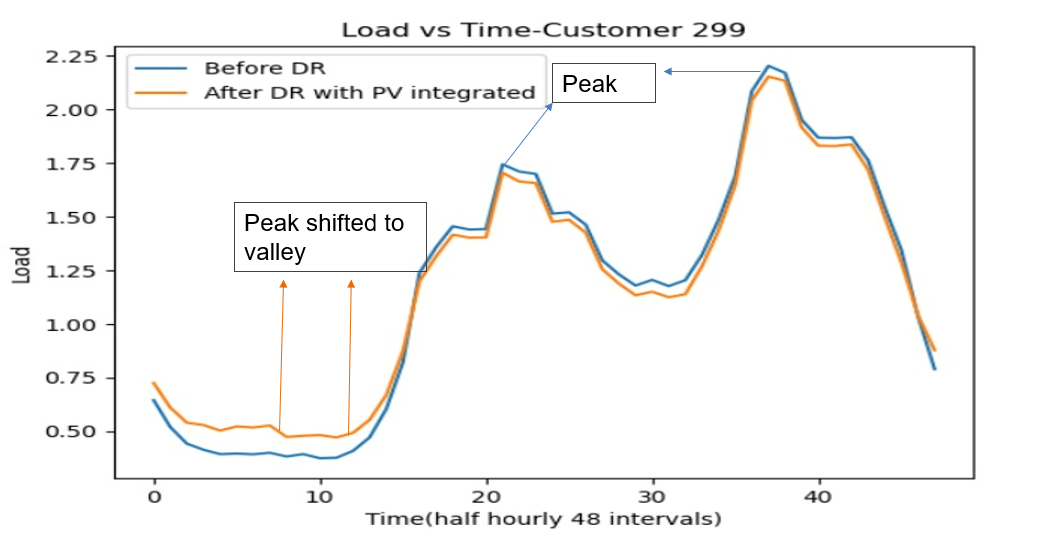 Load vs Time-Customer 299
Before DR
After DR with PV integrated
Peak
Peak shifted to
valley
Load
2.25
2.00
1.75
1.50
1.25
1.00
0.75
0.50
0 10 20 30 40
Time(half hourly 48 intervals)